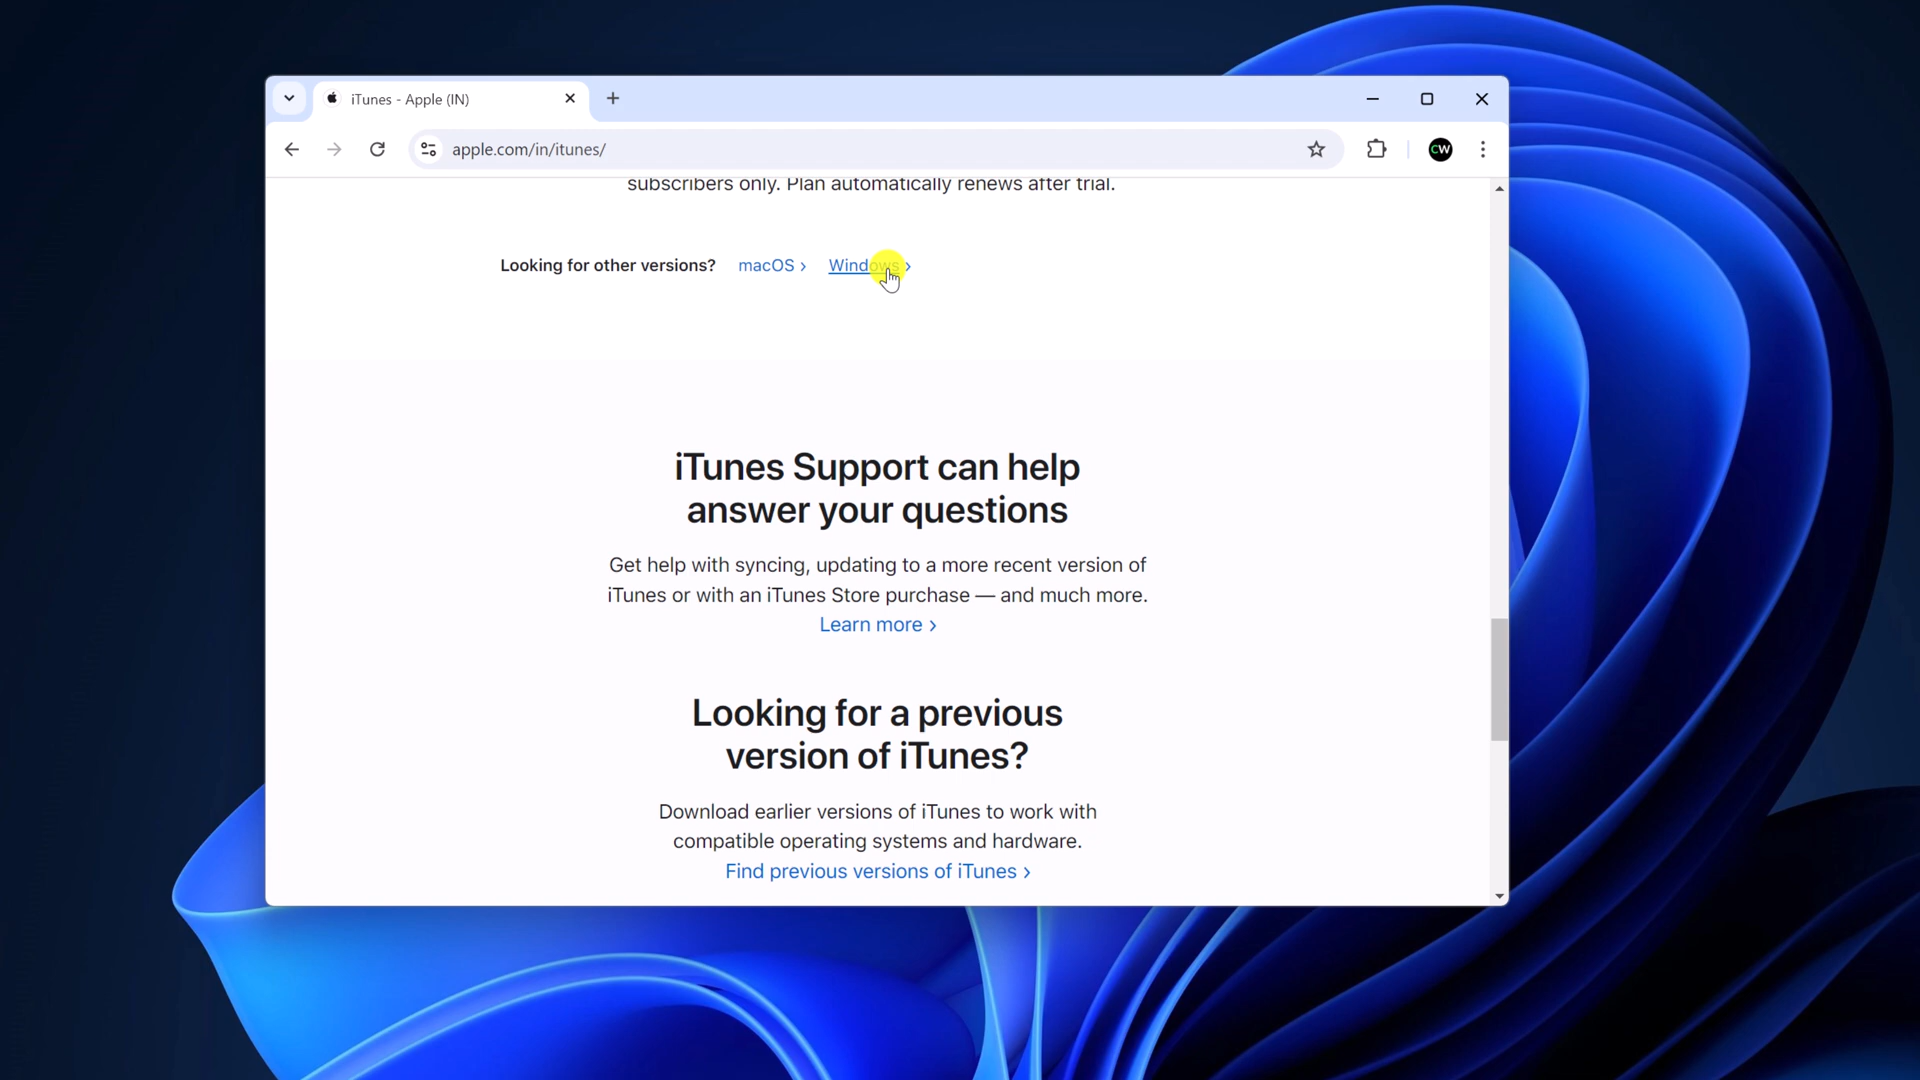 iTunes - Apple (IN)
apple.com/in/itunes/
CW
subscribers only. Plan automatically renews after trial.
Looking for other versions? macOS › Windows ›
iTunes Support can help
answer your questions
Get help with syncing, updating to a more recent version of
iTunes or with an iTunes Store purchase — and much more.
Learn more ›
Looking for a previous
version of iTunes?
Download earlier versions of iTunes to work with
compatible operating systems and hardware.
Find previous versions of iTunes ›